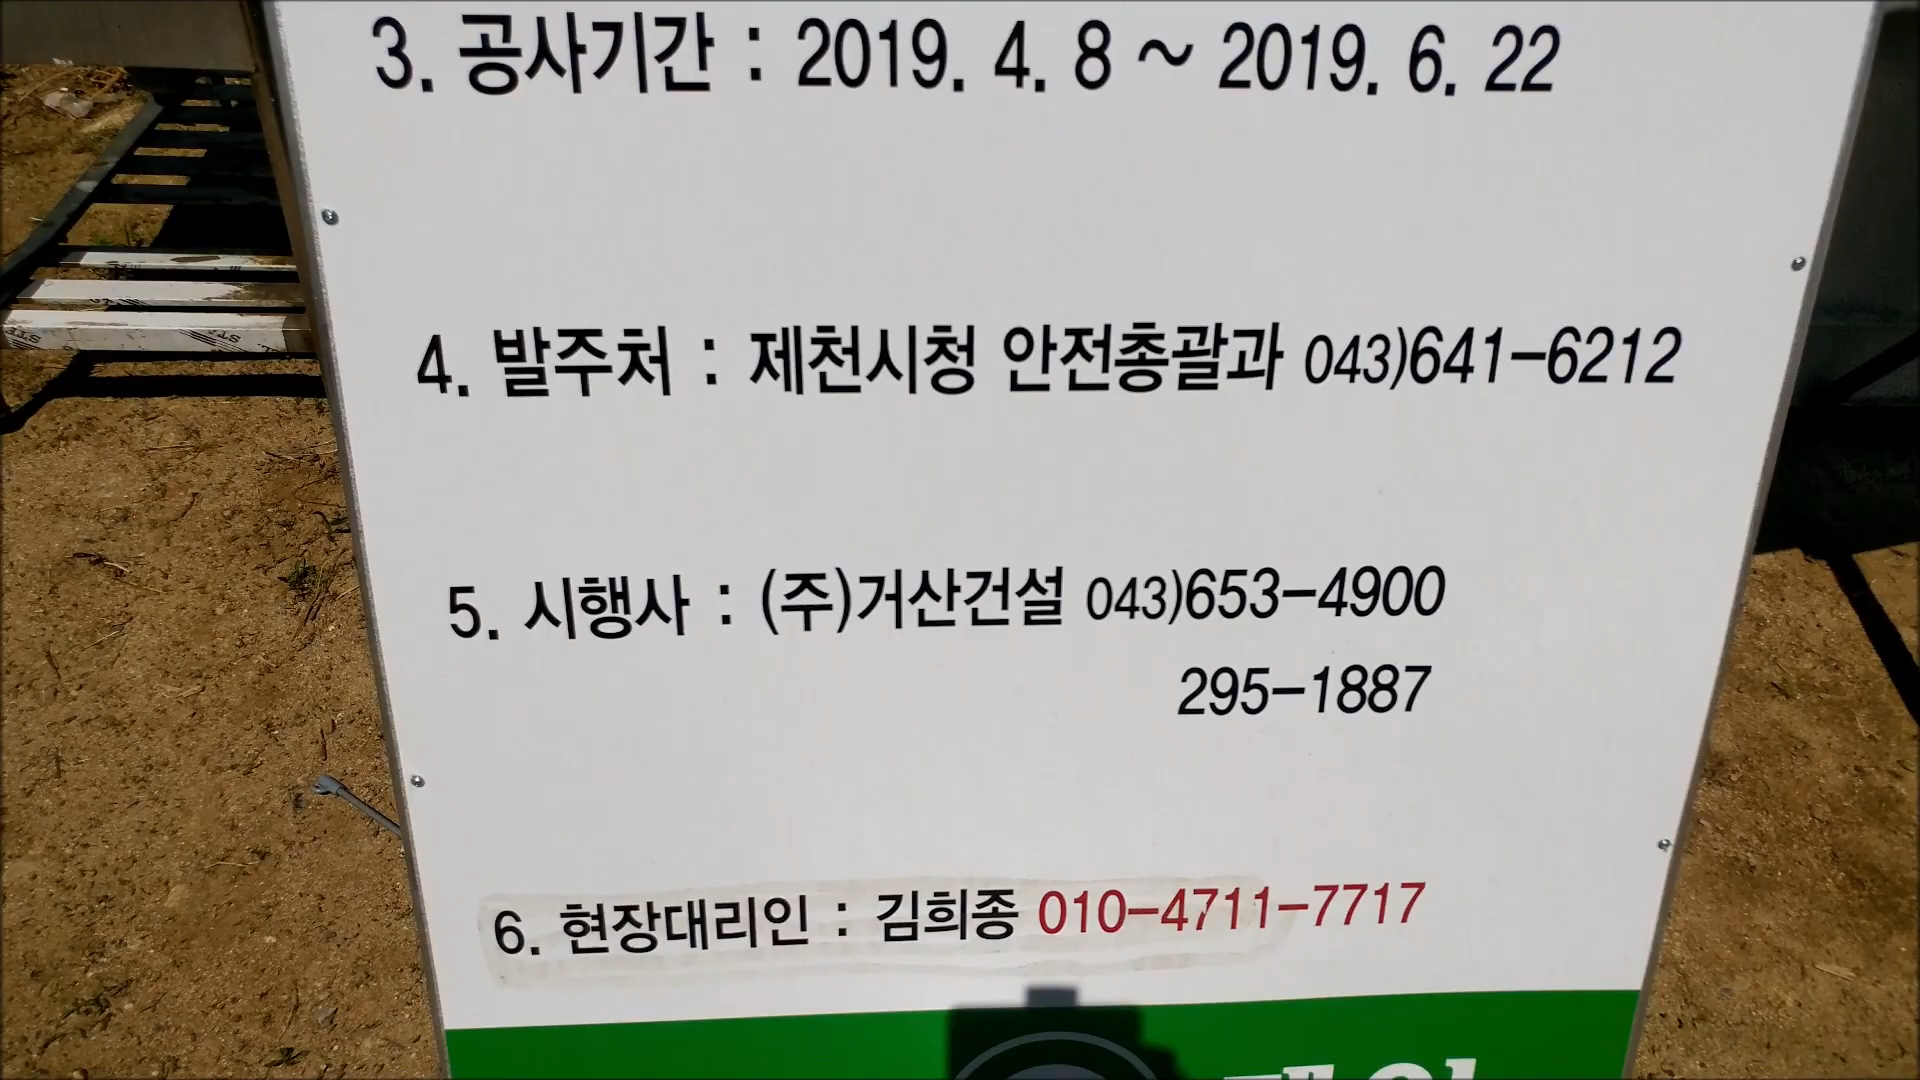 3. 공사기간 : 2019. 4. 8 ~ 2019. 6. 22
4. 발주처 : 제천시청 안전총괄과 043)641-6212
5. 시행사 : (주)거산건설 043)653-4900
295-1887
6. 현장대리인 : 김희종 010-4711-7717